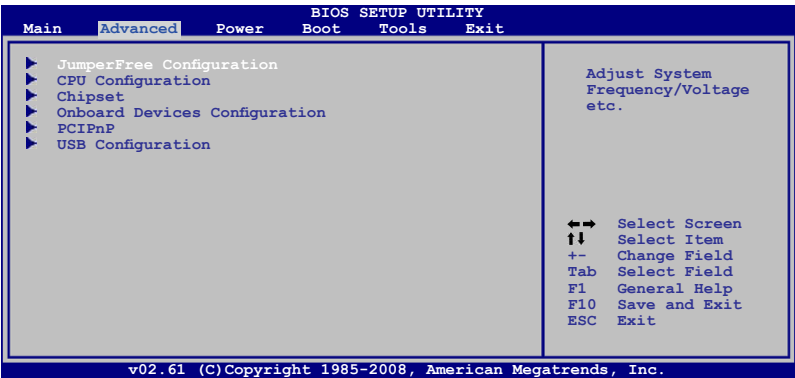 BIOS SETUP UTILITY
Main Advanced Power Boot Tools Exit
JumperFree Configuration
CPU Configuration
Chipset
Onboard Devices Configuration
PCIPnP
USB Configuration
Adjust System
Frequency/Voltage
etc.
←→ Select Screen
↑↓ Select Item
+- Change Field
Tab Select Field
F1 General Help
F10 Save and Exit
ESC Exit
v02.61 (C)Copyright 1985-2008, American Megatrends, Inc.